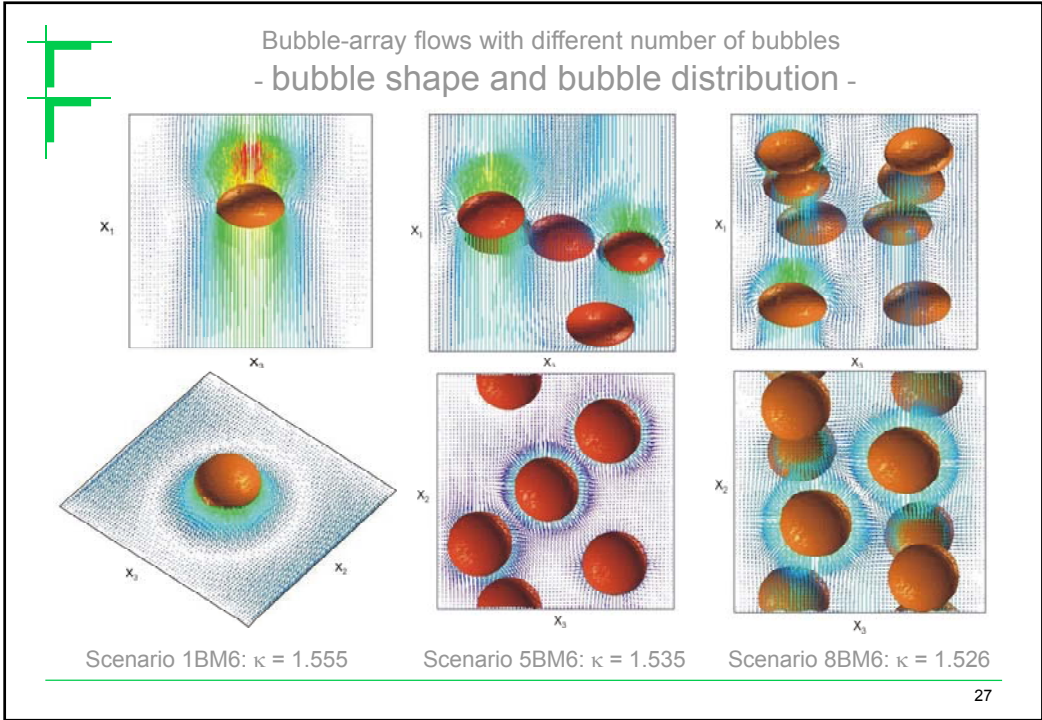 Bubble-array flows with different number of bubbles
- bubble shape and bubble distribution -
x₁
x₃
x₁
x₁
x₃
x₃
x₂
x₂
x₃
x₂
x₃
Scenario 1BM6: κ = 1.555
Scenario 5BM6: κ = 1.535
Scenario 8BM6: κ = 1.526
27